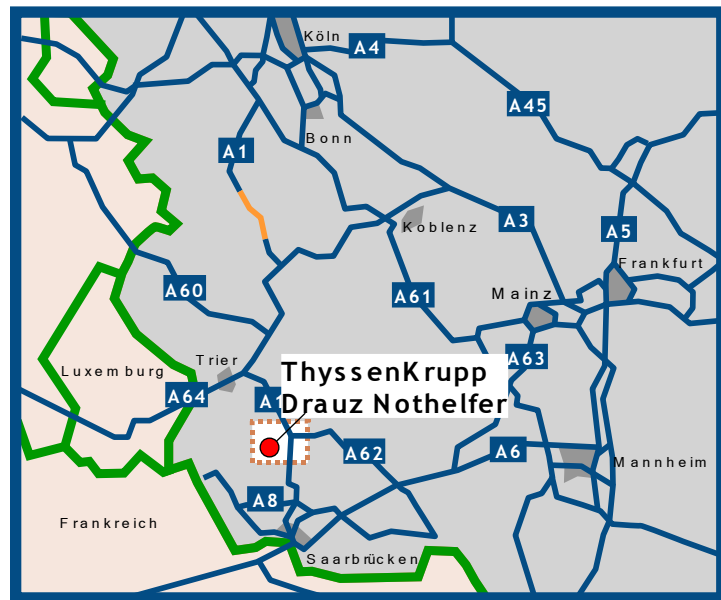 Köln
A4
A45
A1
Bonn
Koblenz
A3
A5
Frankfurt
A60
A61
Mainz
Luxemburg
Trier
A63
ThyssenKrupp
Drauz Nothelfer
A64
A62
A6
Mannheim
A8
Frankreich
Saarbrücken